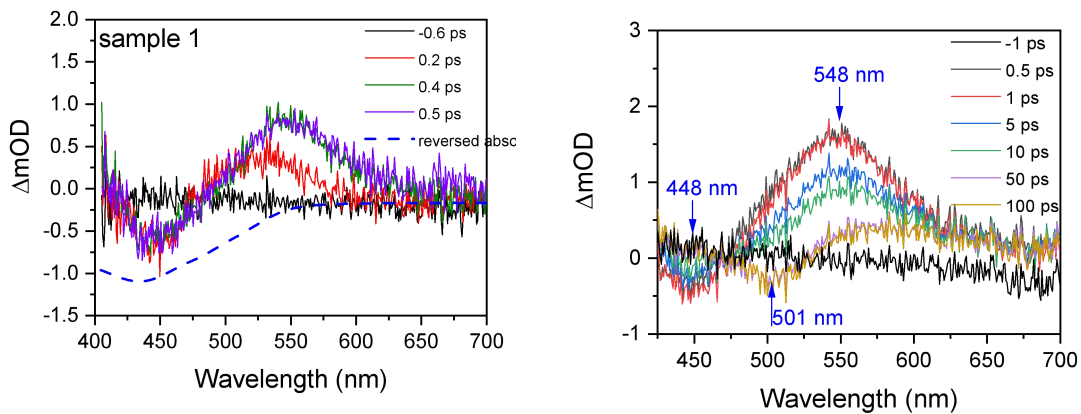 sample 1
-0.6 ps
0.2 ps
0.4 ps
0.5 ps
reversed absc
2.0
1.5
1.0
0.5
0.0
-0.5
-1.0
-1.5
ΔmOD
400
450
500
550
600
650
700
Wavelength (nm)
-1 ps
0.5 ps
1 ps
5 ps
10 ps
50 ps
100 ps
548 nm
448 nm
501 nm
3
2
1
0
-1
ΔmOD
450
500
550
600
650
700
Wavelength (nm)